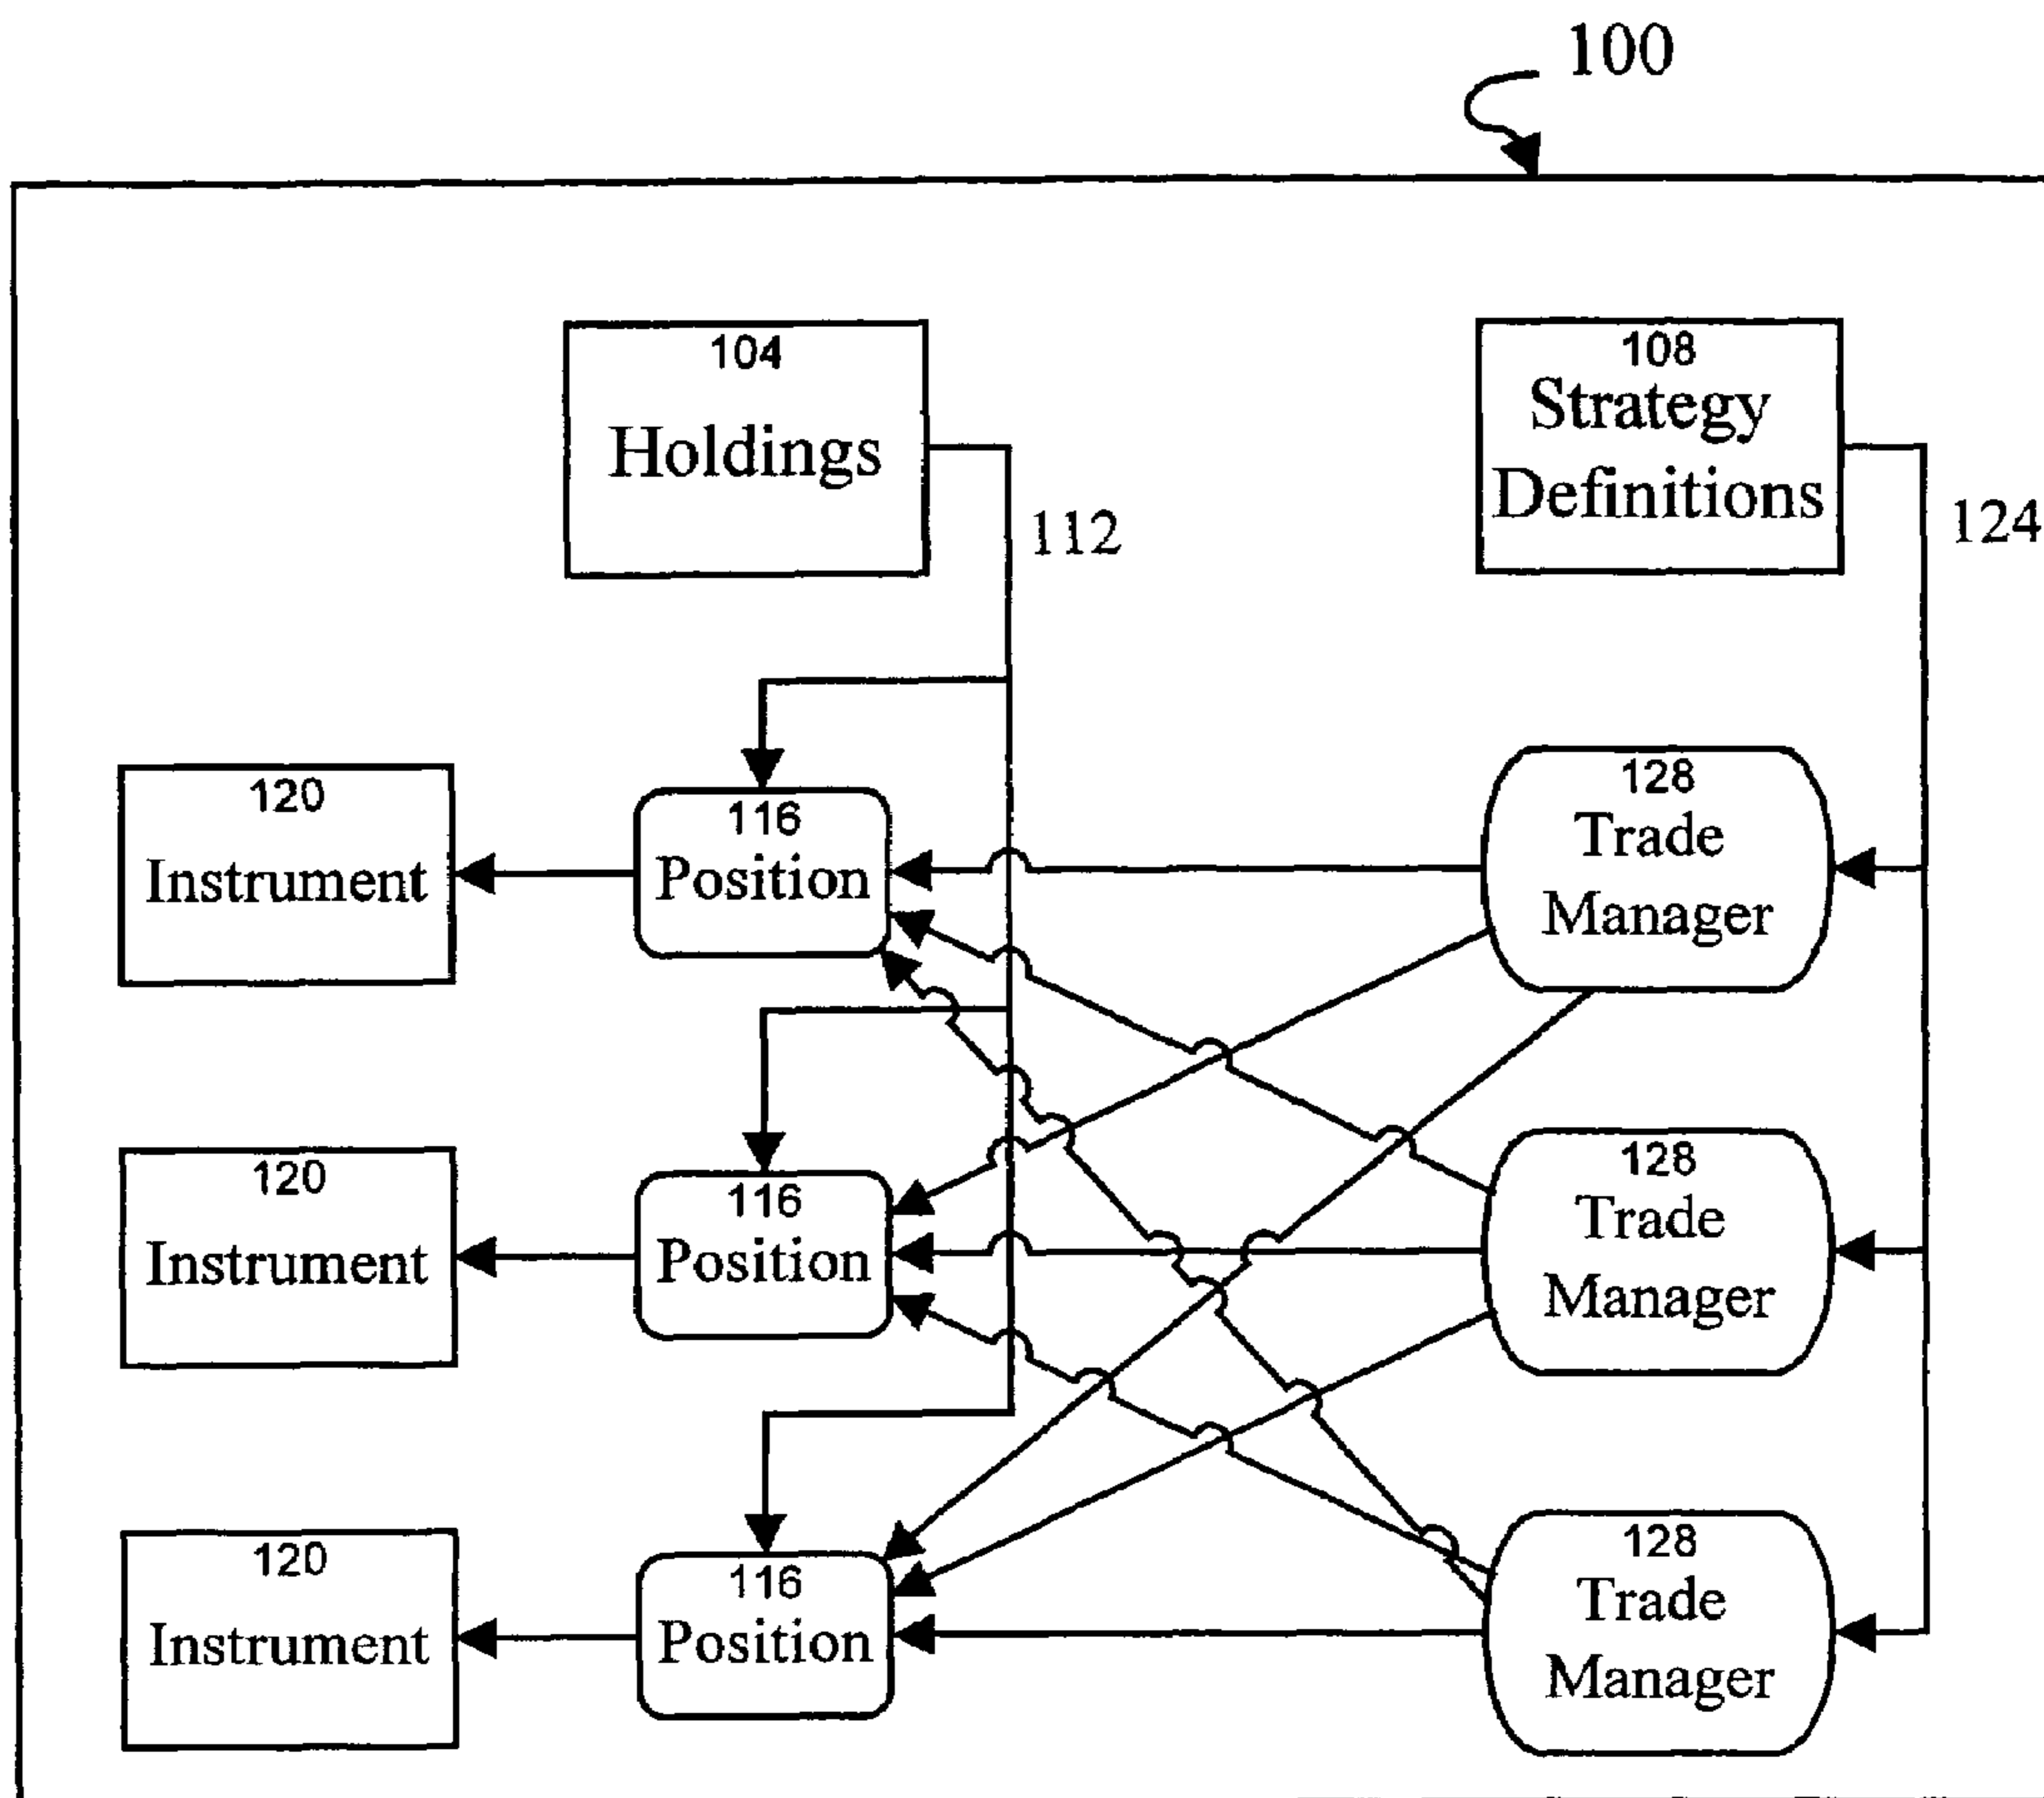 100
104
Holdings
108
Strategy
Definitions
112
124
120
Instrument
116
Position
128
Trade
Manager
120
Instrument
116
Position
128
Trade
Manager
120
Instrument
116
Position
128
Trade
Manager